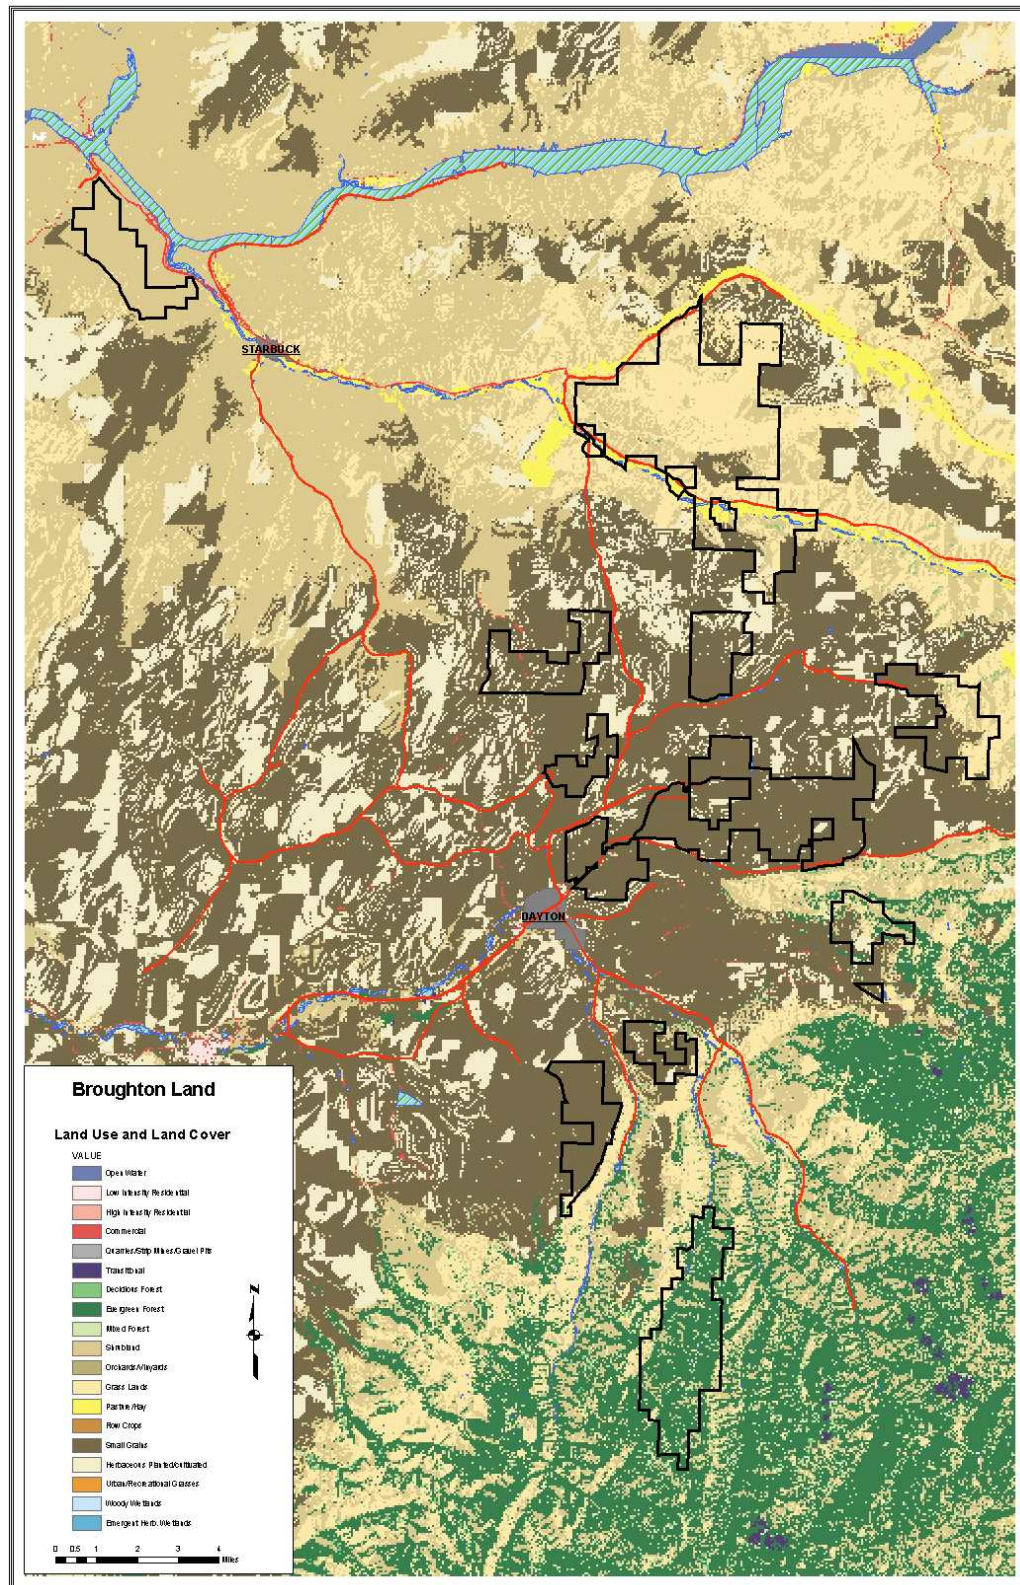 STARBUCK
DAYTON
Broughton Land
Land Use and Land Cover
VALUE
Open Water
Low Intensity Residential
High Intensity Residential
Commercial
Quarries/Strip Mines/Gravel Pits
Transitional
Decidious Forest
Evergreen Forest
Mixed Forest
Shrubland
Orchards/Vinyards
Grass Lands
Pasture/Hay
Row Crops
Small Grains
Herbaceous Planted/cultivated
Urban/Recreational Grasses
Woody Wetlands
Emergent Herb. Wetlands
N
0 0.5 1 2 3 4
Miles